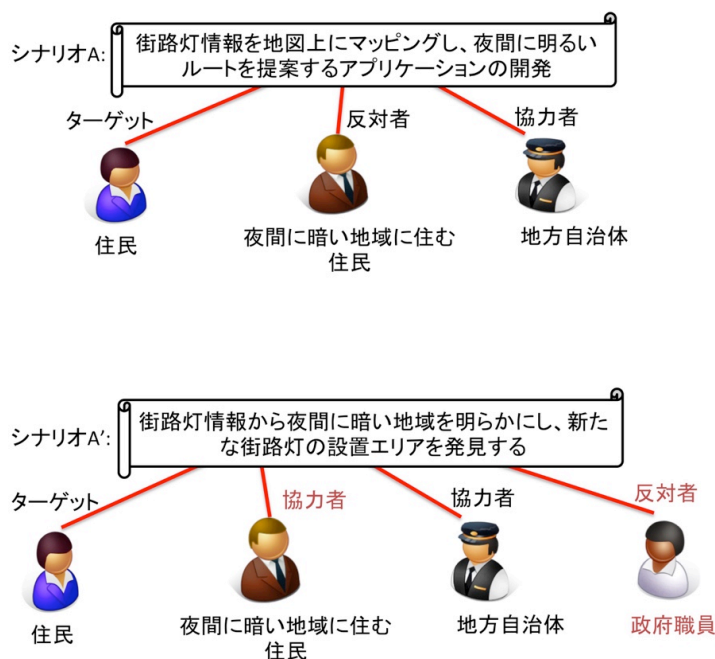 シナリオA:
街路灯情報を地図上にマッピングし、夜間に明るい
ルートを提案するアプリケーションの開発
ターゲット
反対者
協力者
住民
夜間に暗い地域に住む
住民
地方自治体
シナリオA’:
街路灯情報から夜間に暗い地域を明らかにし、新た
な街路灯の設置エリアを発見する
ターゲット
協力者
協力者
反対者
住民
夜間に暗い地域に住む
住民
地方自治体
政府職員